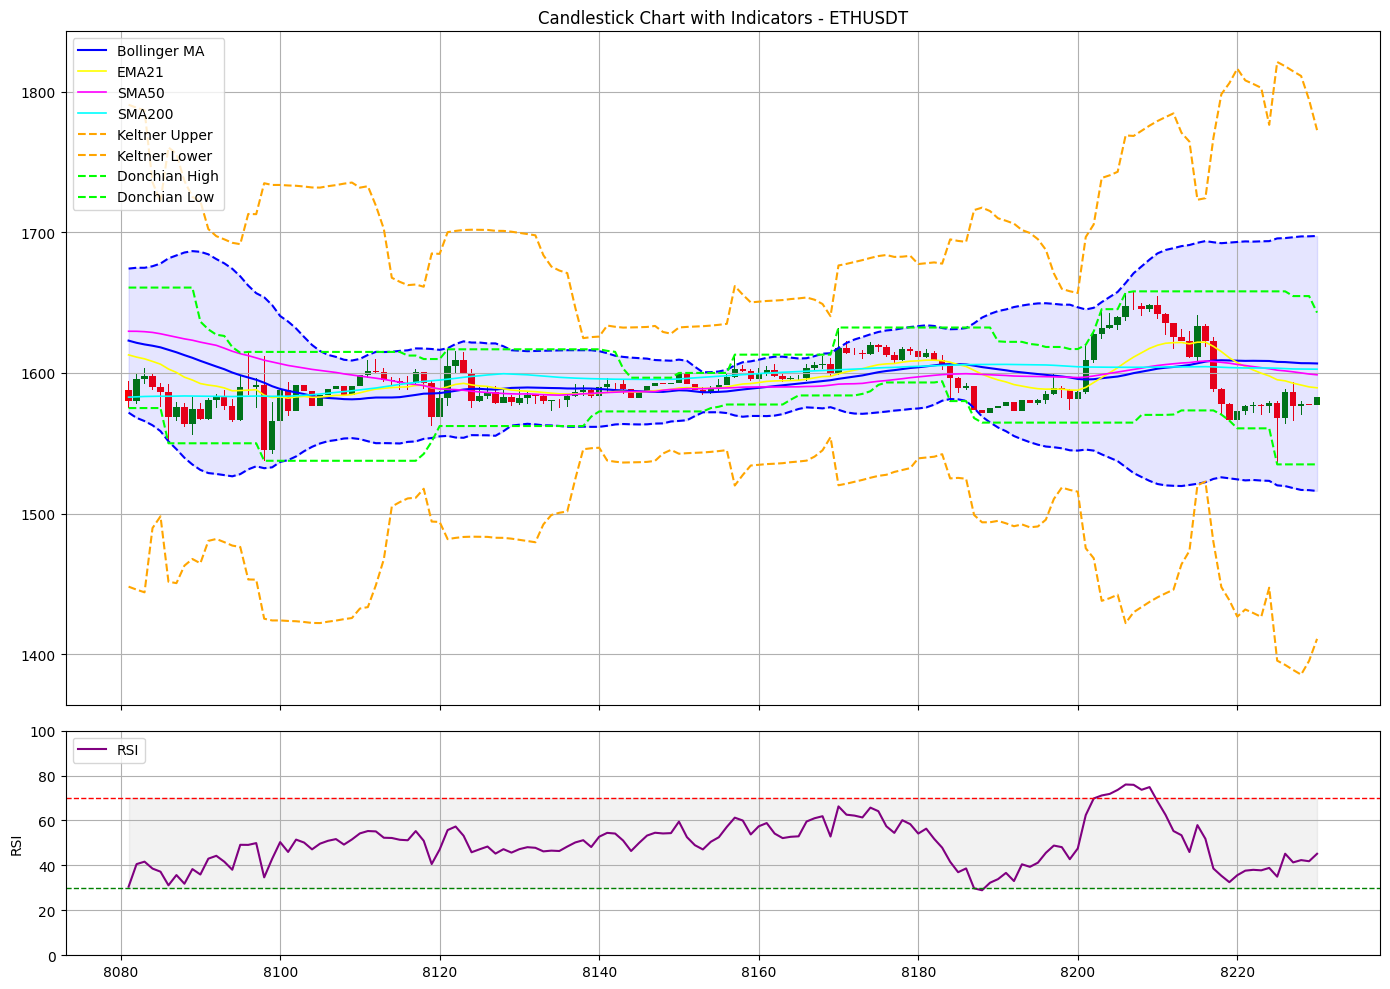 Candlestick Chart with Indicators - ETHUSDT
Bollinger MA
EMA21
SMA50
SMA200
Keltner Upper
Keltner Lower
Donchian High
Donchian Low
1800
1700
1600
1500
1400
RSI
100
80
60
40
20
0
RSI
8080 8100 8120 8140 8160 8180 8200 8220